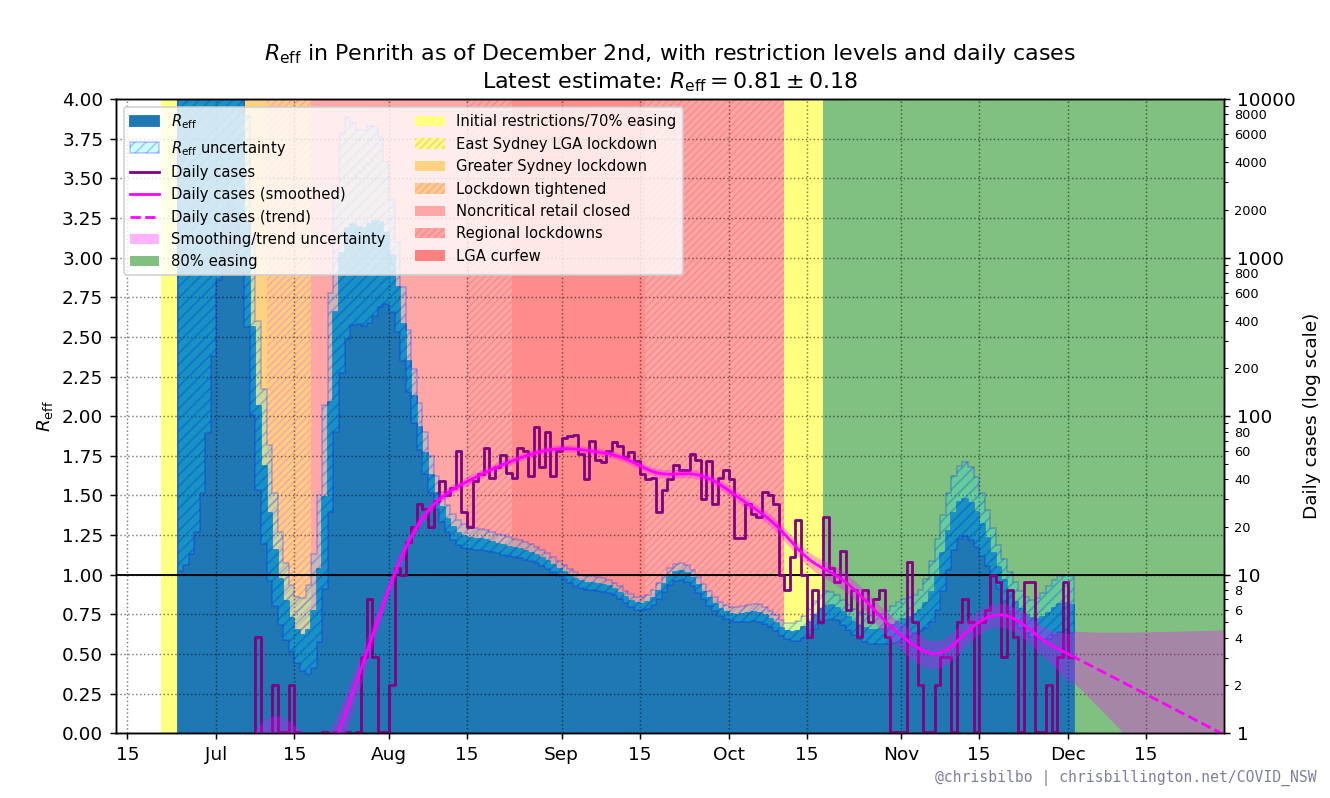 Reff in Penrith as of December 2nd, with restriction levels and daily cases
Latest estimate: Reff = 0.81 ± 0.18
Reff
Reff uncertainty
Daily cases
Daily cases (smoothed)
Daily cases (trend)
Smoothing/trend uncertainty
80% easing
Initial restrictions/70% easing
East Sydney LGA lockdown
Greater Sydney lockdown
Lockdown tightened
Noncritical retail closed
Regional lockdowns
LGA curfew
Reff
4.00
3.75
3.50
3.25
3.00
2.75
2.50
2.25
2.00
1.75
1.50
1.25
1.00
0.75
0.50
0.25
0.00
10000
8000
6000
4000
2000
1000
800
600
400
200
100
80
60
40
20
10
8
6
4
2
1
Daily cases (log scale)
15 Jul 15 Aug 15 Sep 15 Oct 15 Nov 15 Dec 15
@chrisbilbo | chrisbillington.net/COVID_NSW